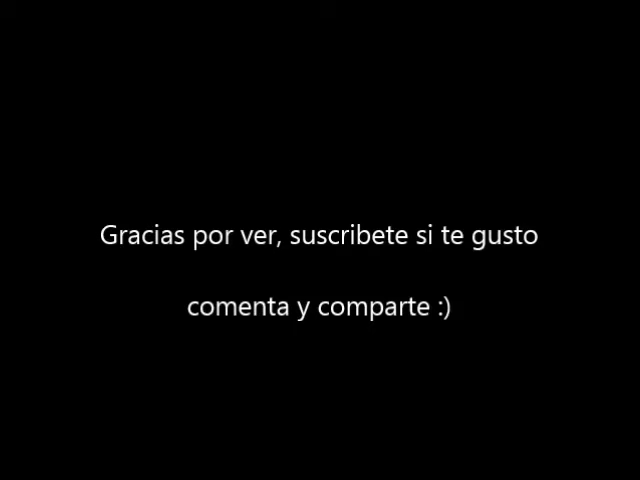 Gracias por ver, suscribete si te gusto
comenta y comparte :)